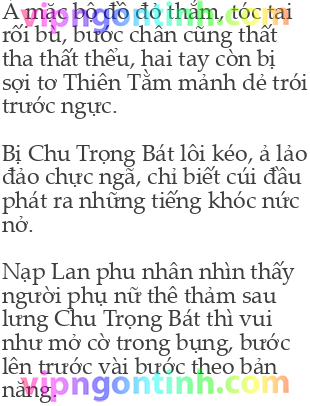 Ả mặc bộ đồ đỏ thắm, tóc tai
rối bù, bước chân cũng thất
tha thất thểu, hai tay còn bị
sợi tơ Thiên Tằm mảnh dẻ trói
trước ngực.

Bị Chu Trọng Bát lôi kéo, ả lảo
đảo chực ngã, chỉ biết cúi đầu
phát ra những tiếng khóc nức
nở.

Nạp Lan phu nhân nhìn thấy
người phụ nữ thê thảm sau
lưng Chu Trọng Bát thì vui
như mở cờ trong bụng, bước
lên trước vài bước theo bản
năng.
vipngontinh.com
vipngontinh.com